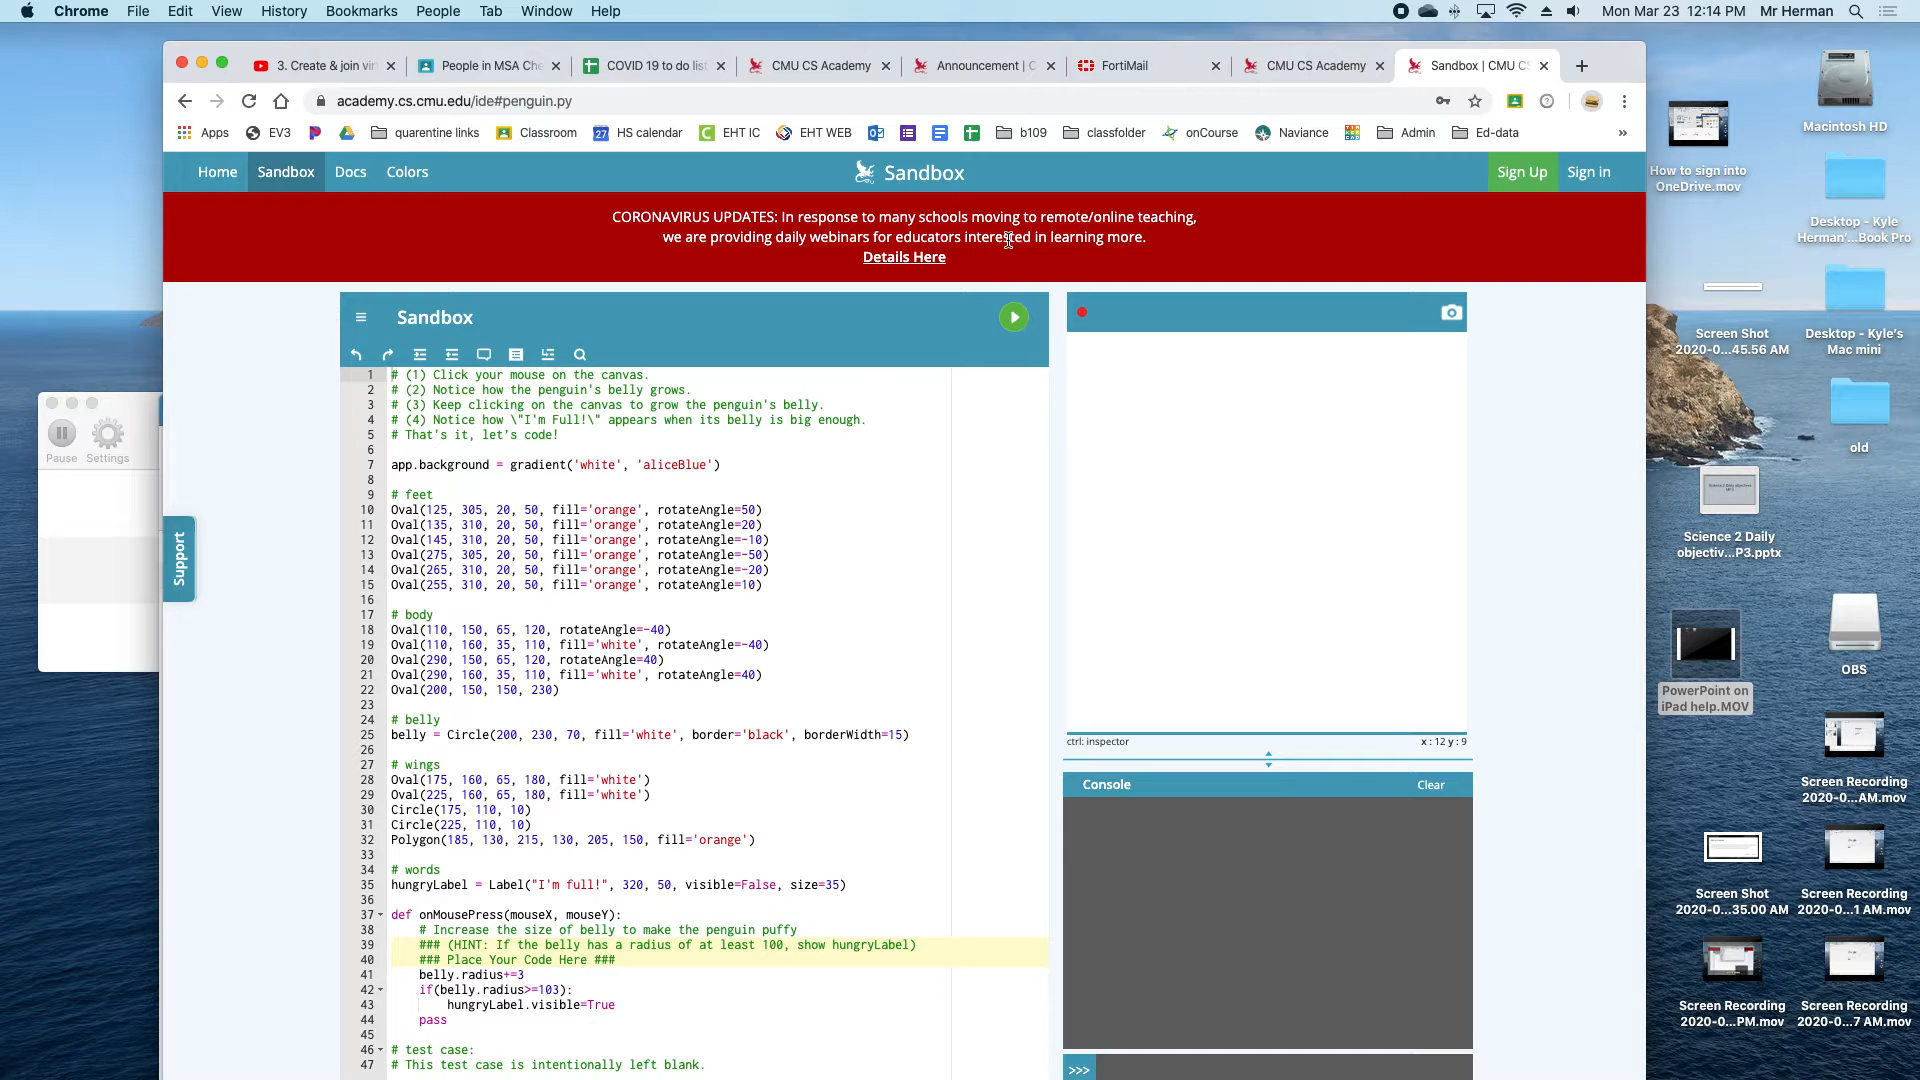 Chrome File Edit View History Bookmarks People Tab Window Help
Mon Mar 23 12:14 PM Mr Herman
3. Create & join vir
People in MSA Che
COVID 19 to do list
CMU CS Academy
Announcement | C
FortiMail
CMU CS Academy
Sandbox | CMU CS
academy.cs.cmu.edu/ide#penguin.py
Apps EV3 quarentine links Classroom HS calendar EHT IC EHT WEB b109 classfolder onCourse Naviance Admin Ed-data »
Home Sandbox Docs Colors
Sandbox
Sign Up Sign in
CORONAVIRUS UPDATES: In response to many schools moving to remote/online teaching,
we are providing daily webinars for educators interested in learning more.
Details Here
Sandbox
1 # (1) Click your mouse on the canvas.
2 # (2) Notice how the penguin's belly grows.
3 # (3) Keep clicking on the canvas to grow the penguin's belly.
4 # (4) Notice how \"I'm Full!\" appears when its belly is big enough.
5 # That's it, let's code!
6
7 app.background = gradient('white', 'aliceBlue')
8
9 # feet
10 Oval(125, 305, 20, 50, fill='orange', rotateAngle=50)
11 Oval(135, 310, 20, 50, fill='orange', rotateAngle=20)
12 Oval(145, 310, 20, 50, fill='orange', rotateAngle=-10)
13 Oval(275, 305, 20, 50, fill='orange', rotateAngle=-50)
14 Oval(265, 310, 20, 50, fill='orange', rotateAngle=-20)
15 Oval(255, 310, 20, 50, fill='orange', rotateAngle=10)
16
17 # body
18 Oval(110, 150, 65, 120, rotateAngle=-40)
19 Oval(110, 160, 35, 110, fill='white', rotateAngle=-40)
20 Oval(290, 150, 65, 120, rotateAngle=40)
21 Oval(290, 160, 35, 110, fill='white', rotateAngle=40)
22 Oval(200, 150, 150, 230)
23
24 # belly
25 belly = Circle(200, 230, 70, fill='white', border='black', borderWidth=15)
26
27 # wings
28 Oval(175, 160, 65, 180, fill='white')
29 Oval(225, 160, 65, 180, fill='white')
30 Circle(175, 110, 10)
31 Circle(225, 110, 10)
32 Polygon(185, 130, 215, 130, 205, 150, fill='orange')
33
34 # words
35 hungryLabel = Label("I'm full!", 320, 50, visible=False, size=35)
36
37 def onMousePress(mouseX, mouseY):
38 # Increase the size of belly to make the penguin puffy
39 ### (HINT: If the belly has a radius of at least 100, show hungryLabel)
40 ### Place Your Code Here ###
41 belly.radius+=3
42 if(belly.radius>=103):
43 hungryLabel.visible=True
44 pass
45
46 # test case:
47 # This test case is intentionally left blank.
ctrl: inspector
x : 12 y : 9
Console Clear
>>>
Support
Pause Settings
Macintosh HD
How to sign into
OneDrive.mov
Desktop - Kyle
Herman'...Book Pro
Screen Shot
2020-0...45.56 AM
Desktop - Kyle's
Mac mini
old
Science 2 Daily
objectiv...P3.pptx
OBS
PowerPoint on
iPad help.MOV
Screen Recording
2020-0...AM.mov
Screen Shot
2020-0...35.00 AM
Screen Recording
2020-0...1 AM.mov
Screen Recording
2020-0...PM.mov
Screen Recording
2020-0...7 AM.mov